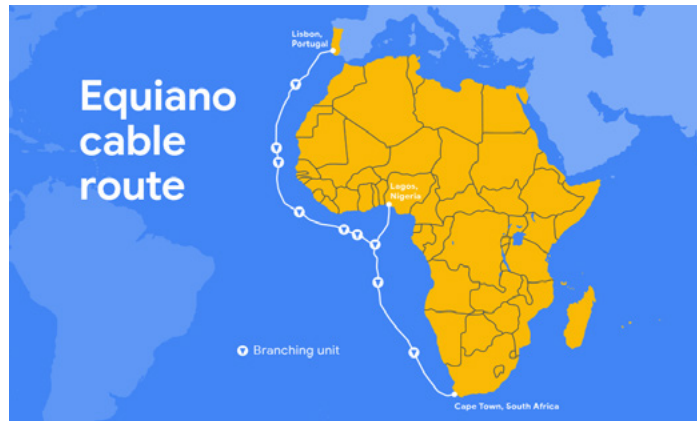 Lisbon,
Portugal
Equiano
cable
route
Lagos,
Nigeria
Branching unit
Cape Town, South Africa